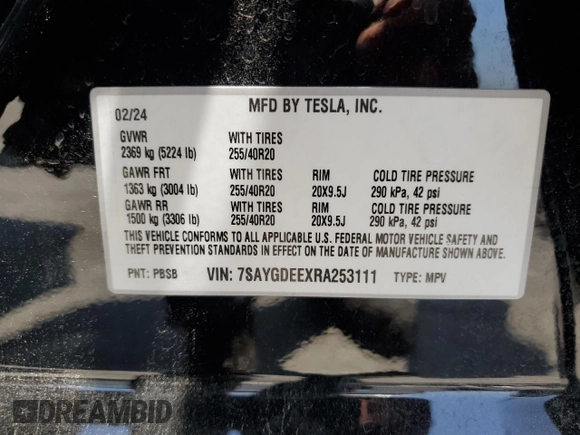 MFD BY TESLA, INC.
02/24
GVWR WITH TIRES
2369 kg (5224 lb) 255/40R20
GAWR FRT WITH TIRES RIM COLD TIRE PRESSURE
1363 kg (3004 lb) 255/40R20 20X9.5J 290 kPa, 42 psi
GAWR RR WITH TIRES RIM COLD TIRE PRESSURE
1500 kg (3306 lb) 255/40R20 20X9.5J 290 kPa, 42 psi
THIS VEHICLE CONFORMS TO ALL APPLICABLE U.S. FEDERAL MOTOR VEHICLE SAFETY AND
THEFT PREVENTION STANDARDS IN EFFECT ON THE DATE OF MANUFACTURE SHOWN ABOVE.
PNT: PBSB VIN: 7SAYGDEEXRA253111 TYPE: MPV
DREAMBID